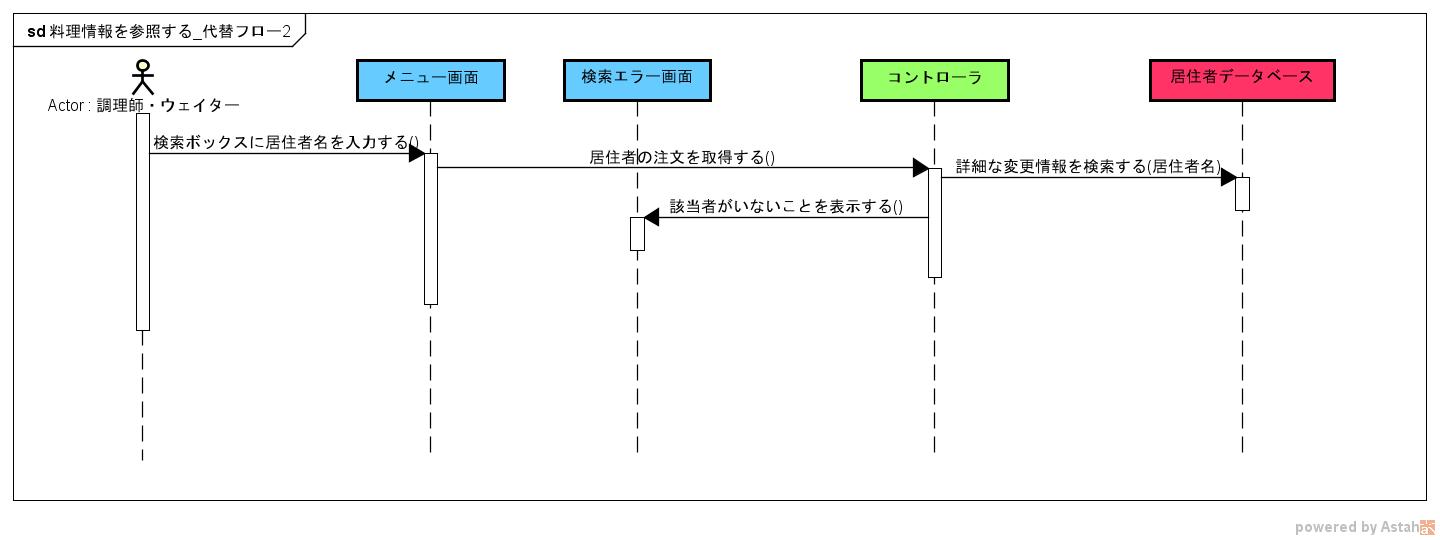 sd 料理情報を参照する_代替フロー2
Actor : 調理師・ウェイター
メニュー画面
検索エラー画面
コントローラ
居住者データベース
検索ボックスに居住者名を入力する()
居住者の注文を取得する()
詳細な変更情報を検索する(居住者名)
該当者がいないことを表示する()
powered by Astah